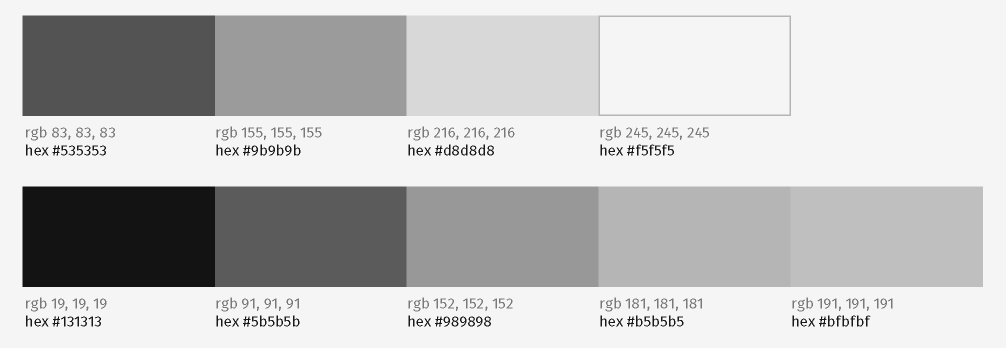 rgb 83, 83, 83
hex #535353
rgb 155, 155, 155
hex #9b9b9b
rgb 216, 216, 216
hex #d8d8d8
rgb 245, 245, 245
hex #f5f5f5
rgb 19, 19, 19
hex #131313
rgb 91, 91, 91
hex #5b5b5b
rgb 152, 152, 152
hex #989898
rgb 181, 181, 181
hex #b5b5b5
rgb 191, 191, 191
hex #bfbfbf